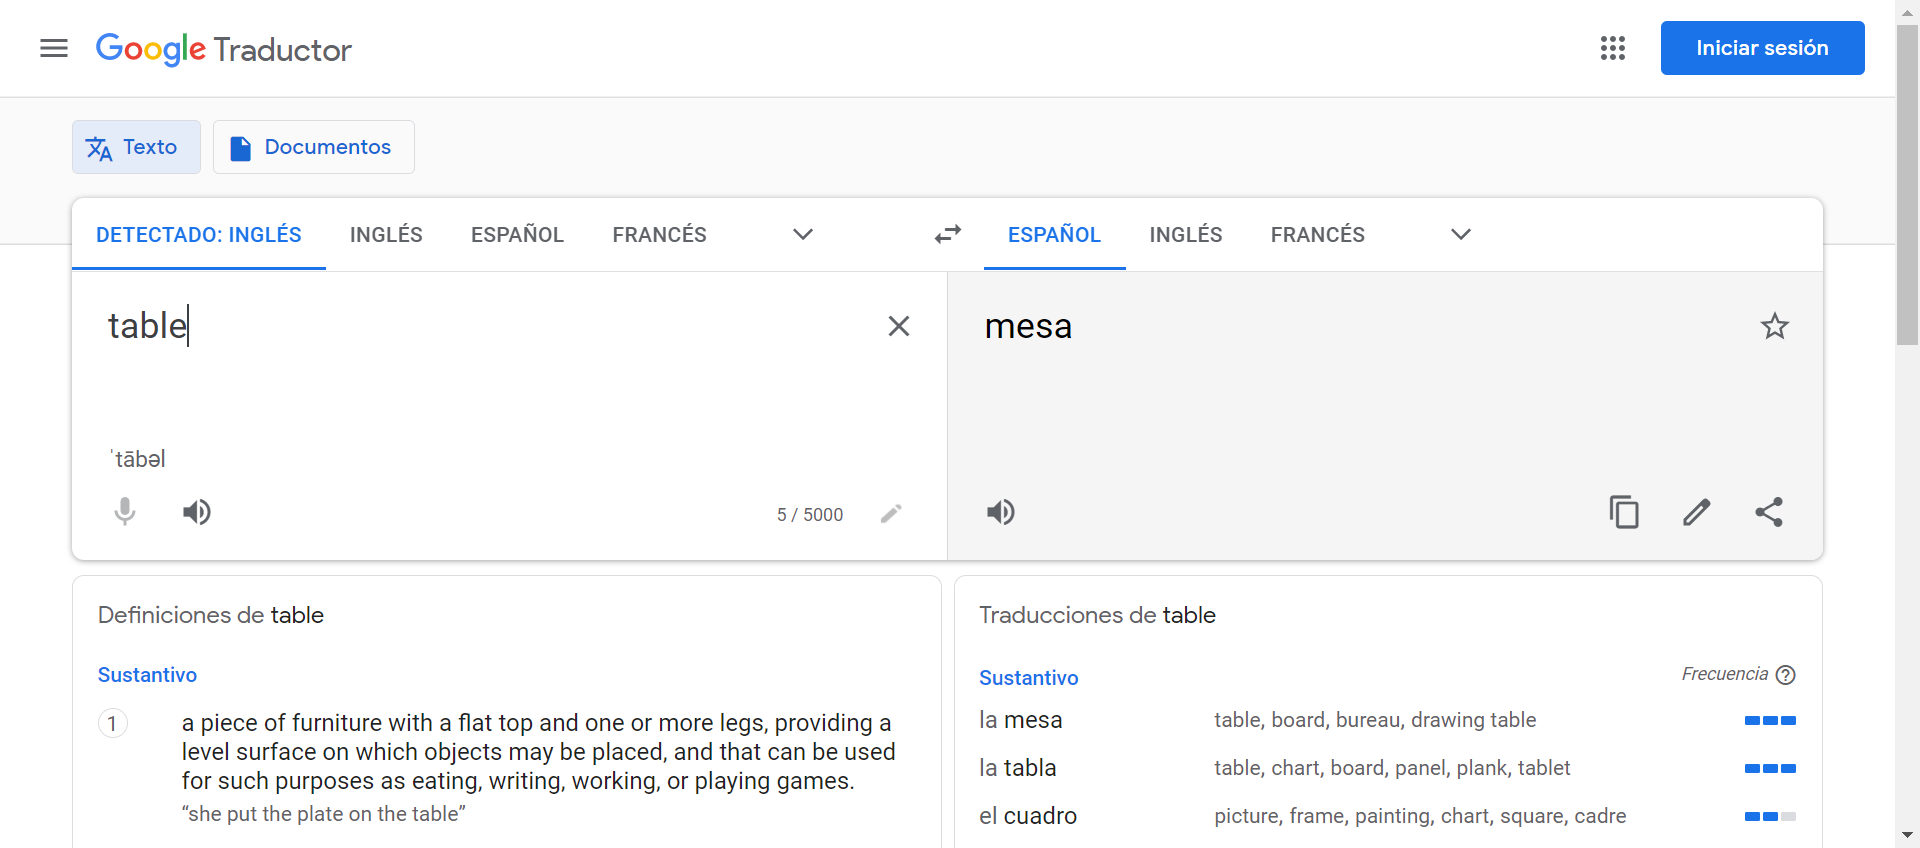 Google Traductor
Iniciar sesión
Texto
Documentos
DETECTADO: INGLÉS INGLÉS ESPAÑOL FRANCÉS
ESPAÑOL INGLÉS FRANCÉS
table
mesa
ˈtābəl
5 / 5000
Definiciones de table
Sustantivo
1
a piece of furniture with a flat top and one or more legs, providing a
level surface on which objects may be placed, and that can be used
for such purposes as eating, writing, working, or playing games.
“she put the plate on the table”
Traducciones de table
Sustantivo Frecuencia
la mesa table, board, bureau, drawing table
la tabla table, chart, board, panel, plank, tablet
el cuadro picture, frame, painting, chart, square, cadre